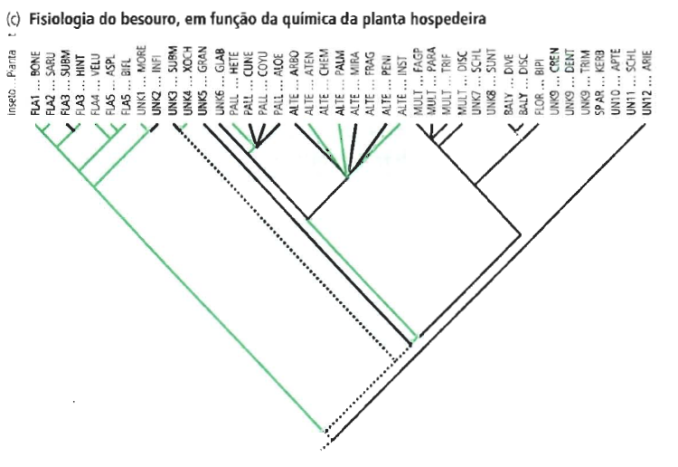 (c) Fisiologia do besouro, em função da química da planta hospedeira
Inseto ... Planta
FLA1 ... BONE
FLA2 ... SARU
FLA3 ... SUBM
FLA3 ... HINT
FLA4 ... VELU
FLA5 ... ASPL
FLA5 ... BIFL
UNK1 ... MORE
UNK2 ... INFI
UNK3 ... SUBM
UNK4 ... XOCH
UNK5 ... GRAN
UNK6 ... GLAB
PALL ... HETE
PALL ... CUNE
PALL ... COYU
PALL ... ALOE
ALTE ... ARBO
ALTE ... ATEN
ALTE ... CHEM
ALTE ... PALM
ALTE ... MIRA
ALTE ... FRAG
ALTE ... PENI
ALTE ... INST
MULT ... FAGP
MULT ... PARA
MULT ... TRIF
MULT ... DISC
UNK7 ... SCHL
UNK8 ... SUNT
BALY ... DIVE
BALY ... DISC
FLOR ... BIPI
UNK9 ... CREN
UNK9 ... DENT
UNK9 ... TRIM
SPAR ... KERB
UN10 ... APTE
UN11 ... SCHL
UN12 ... ARIE